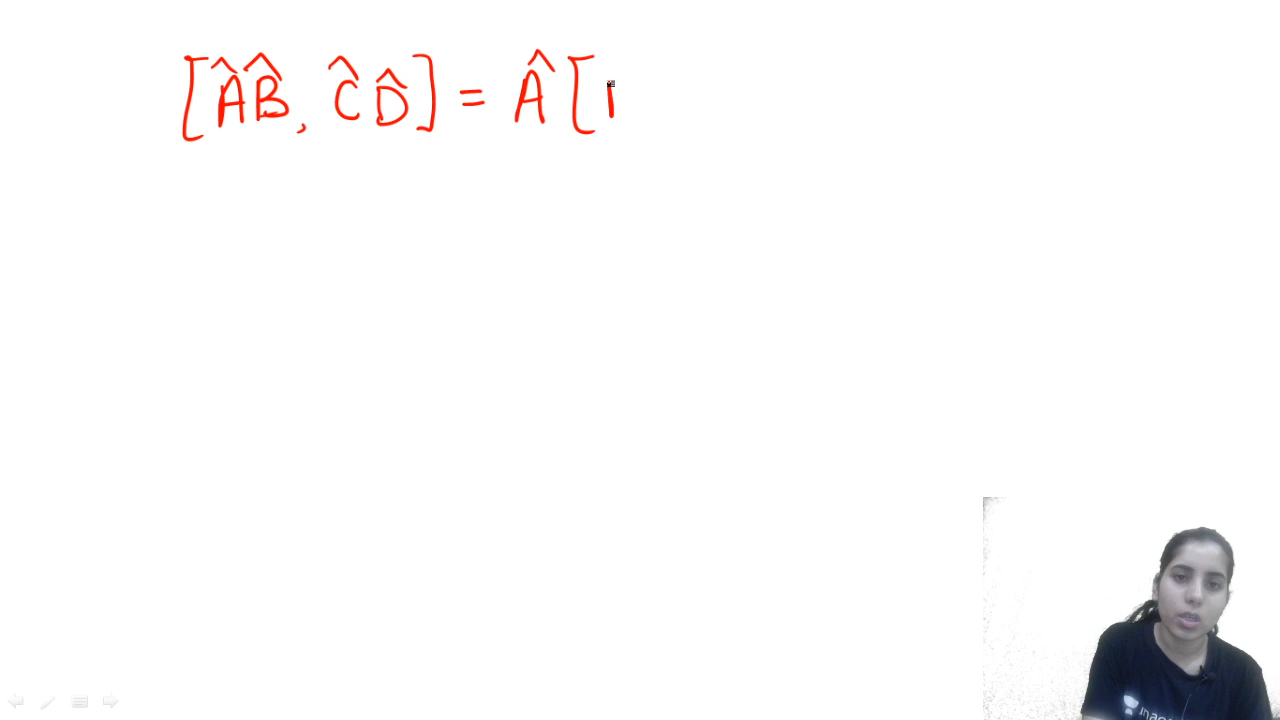 [ÂB̂, ĈD̂] = Â[